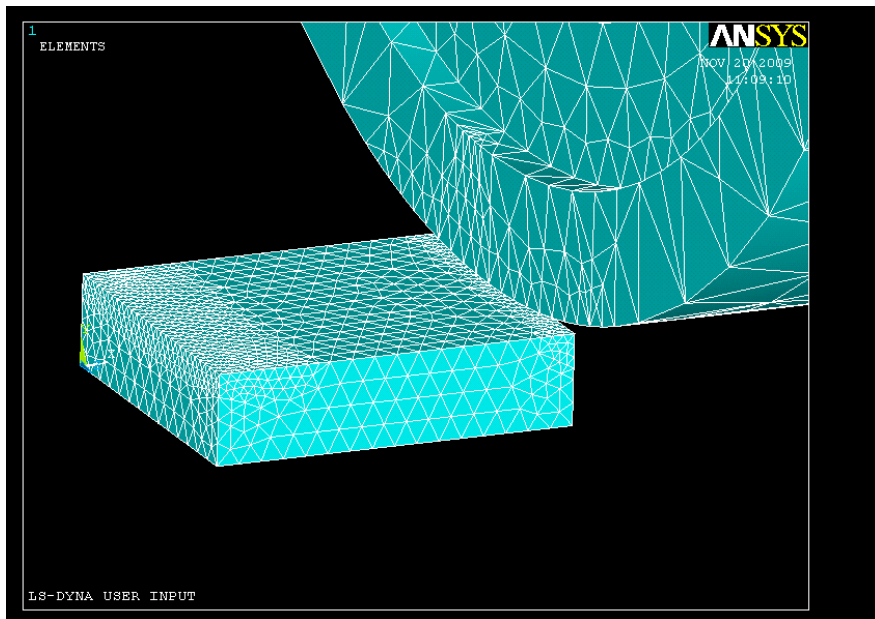 1
ELEMENTS
ANSYS
NOV 20 2009
11:09:10
LS-DYNA USER INPUT